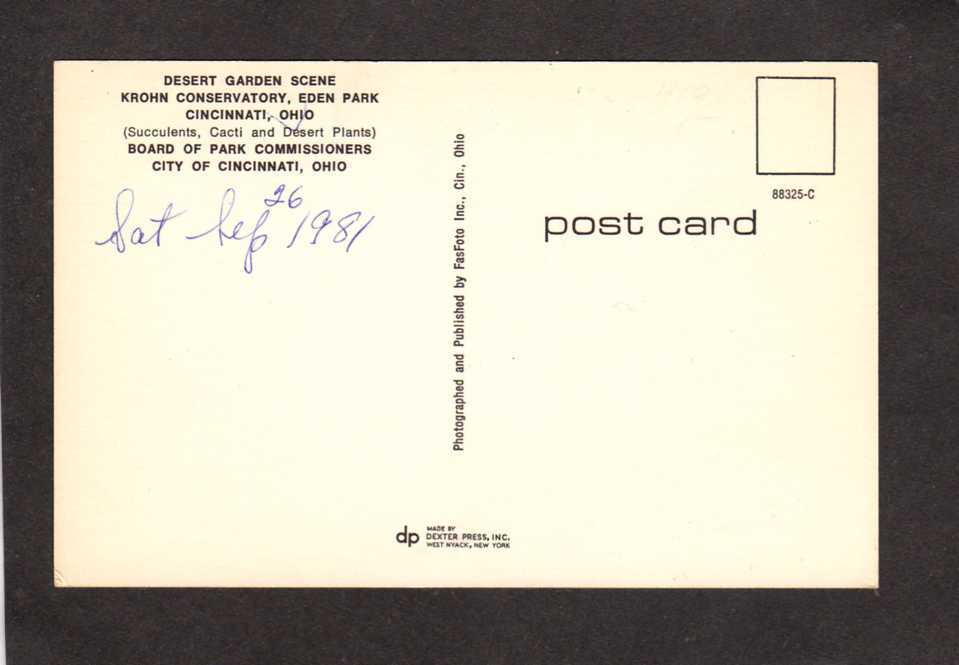 DESERT GARDEN SCENE
KROHN CONSERVATORY, EDEN PARK
CINCINNATI, OHIO
(Succulents, Cacti and Desert Plants)
BOARD OF PARK COMMISSIONERS
CITY OF CINCINNATI, OHIO
Sat Sep 26 1981
Photographed and Published by FasFoto Inc., Cin., Ohio
88325-C
post card
dp
MADE BY
DEXTER PRESS, INC.
WEST NYACK, NEW YORK